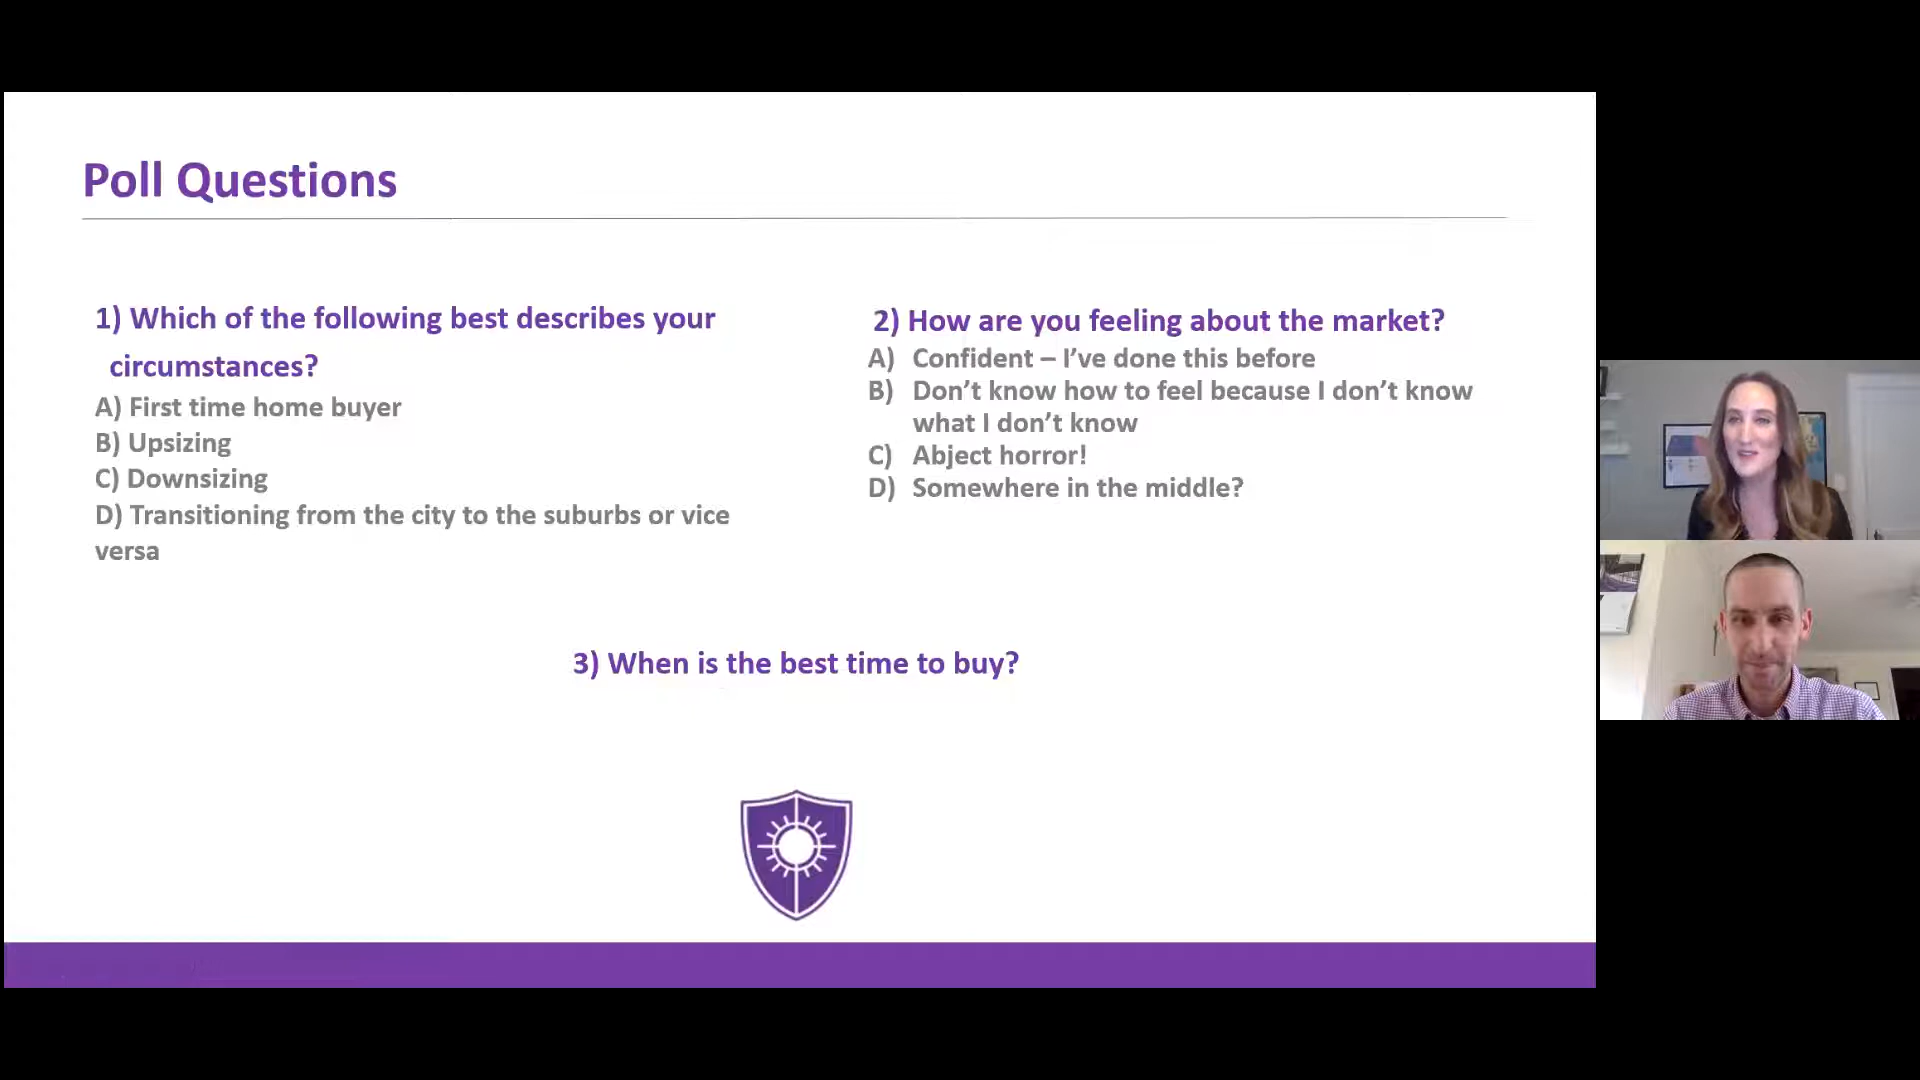 Poll Questions
1) Which of the following best describes your
circumstances?
A) First time home buyer
B) Upsizing
C) Downsizing
D) Transitioning from the city to the suburbs or vice
versa
2) How are you feeling about the market?
A) Confident – I’ve done this before
B) Don’t know how to feel because I don’t know
what I don’t know
C) Abject horror!
D) Somewhere in the middle?
3) When is the best time to buy?